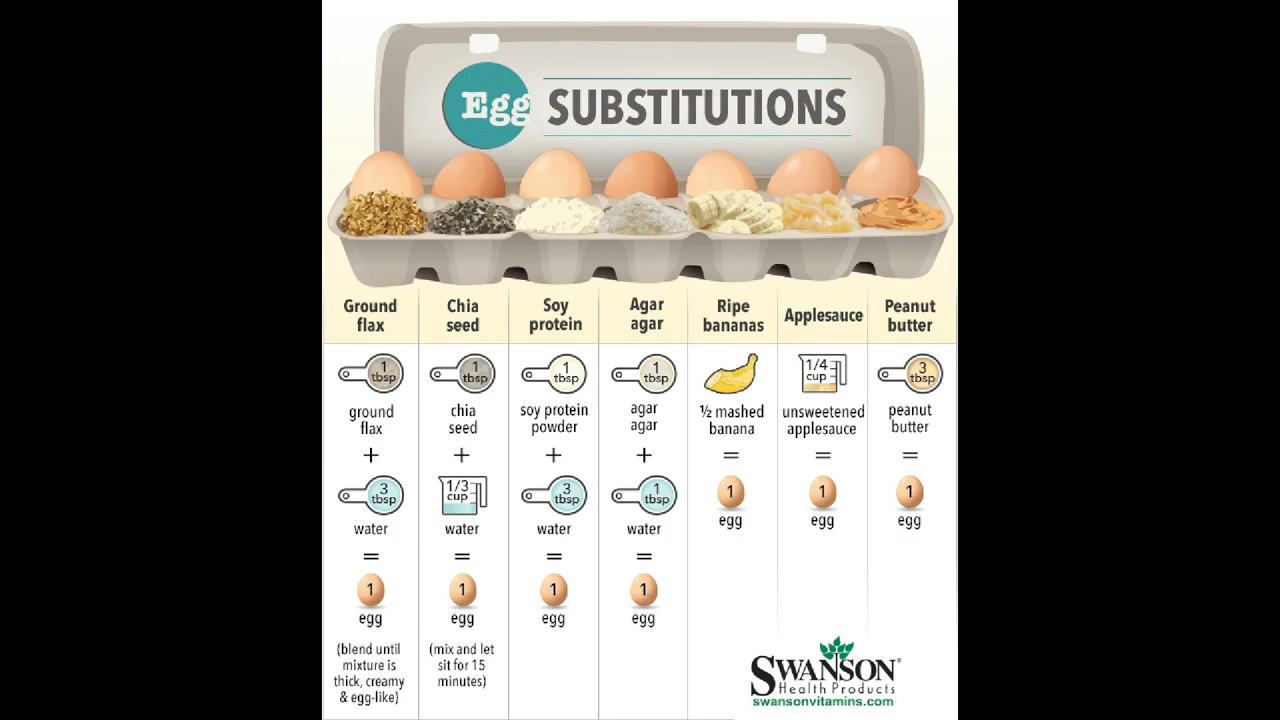 Egg SUBSTITUTIONS
Ground
flax
Chia
seed
Soy
protein
Agar
agar
Ripe
bananas
Applesauce
Peanut
butter
1
tbsp
ground
flax
+
3
tbsp
water
=
1
egg
(blend until
mixture is
thick, creamy
& egg-like)
1
tbsp
chia
seed
+
1/3
cup
water
=
1
egg
(mix and let
sit for 15
minutes)
1
tbsp
soy protein
powder
+
3
tbsp
water
=
1
egg
1
tbsp
agar
agar
+
1
tbsp
water
=
1
egg
½ mashed
banana
=
1
egg
1/4
cup
unsweetened
applesauce
=
1
egg
3
tbsp
peanut
butter
=
1
egg
SWANSON®
Health Products
swansonvitamins.com